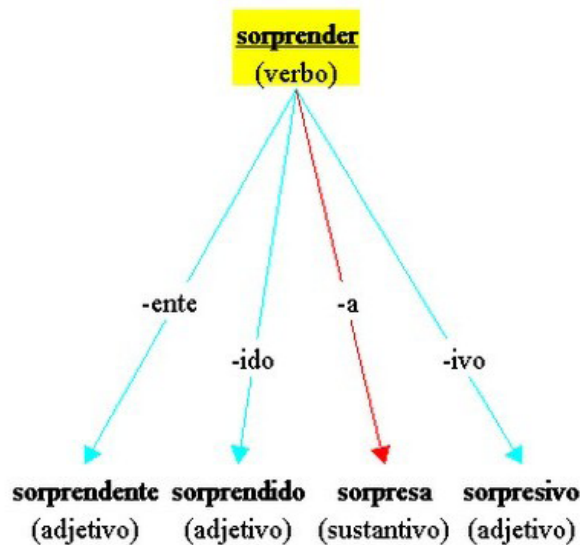 sorprender
(verbo)
-ente
-a
-ido
-ivo
sorprendente sorprendido sorpresa sorpresivo
(adjetivo) (adjetivo) (sustantivo) (adjetivo)